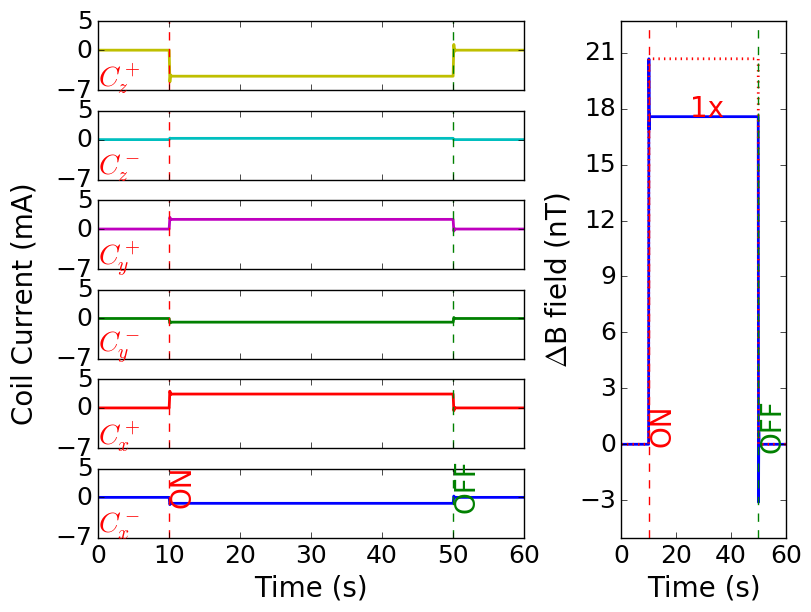 Coil Current (mA)
5
0
−7
C_z^+
5
0
−7
C_z^-
5
0
−7
C_y^+
5
0
−7
C_y^-
5
0
−7
C_x^+
5
0
−7
C_x^-
ON
OFF
0 10 20 30 40 50 60
Time (s)
ΔB field (nT)
21
18
15
12
9
6
3
0
−3
1x
ON
OFF
0 20 40 60
Time (s)